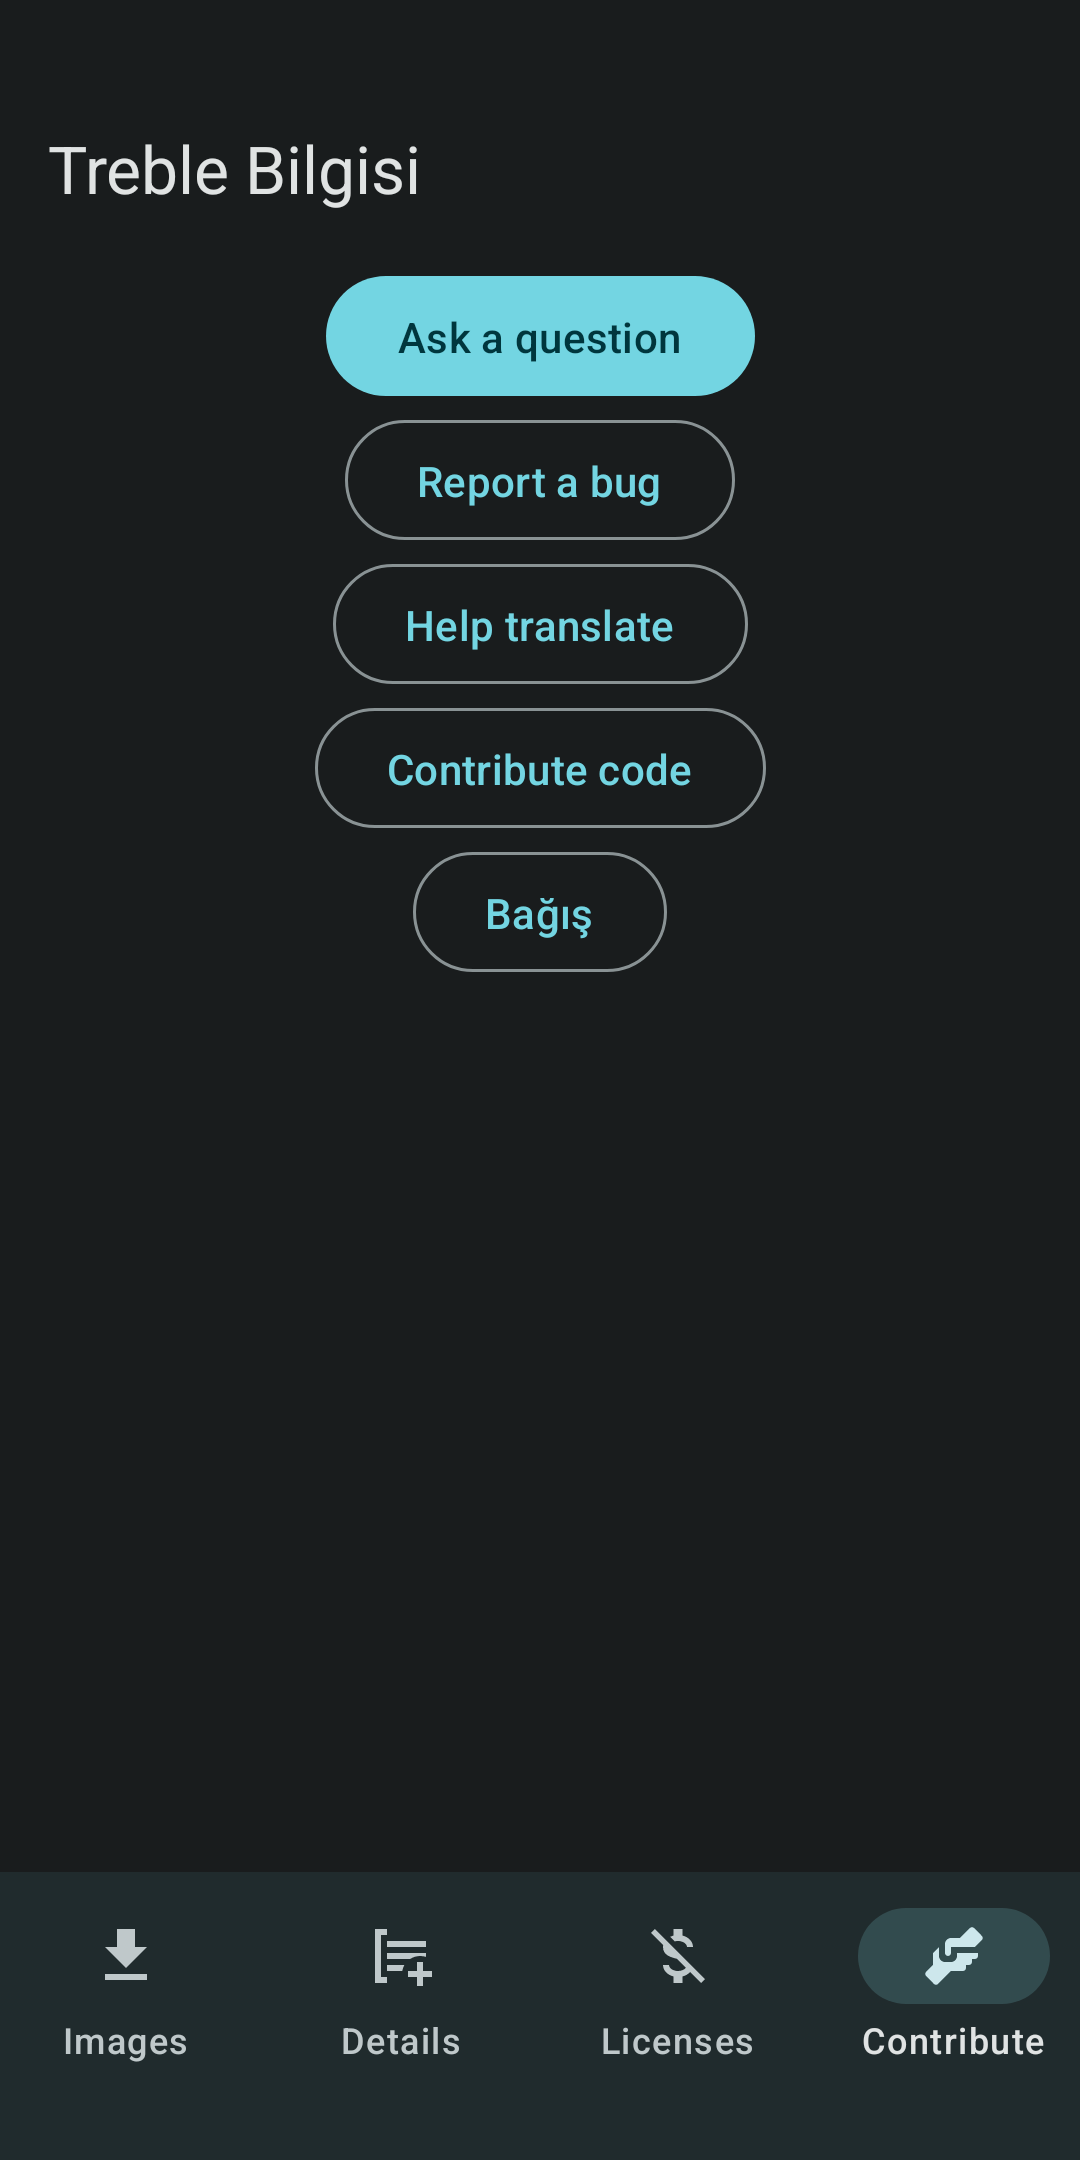 Treble Bilgisi
Ask a question
Report a bug
Help translate
Contribute code
Bağış
Images
Details
Licenses
Contribute